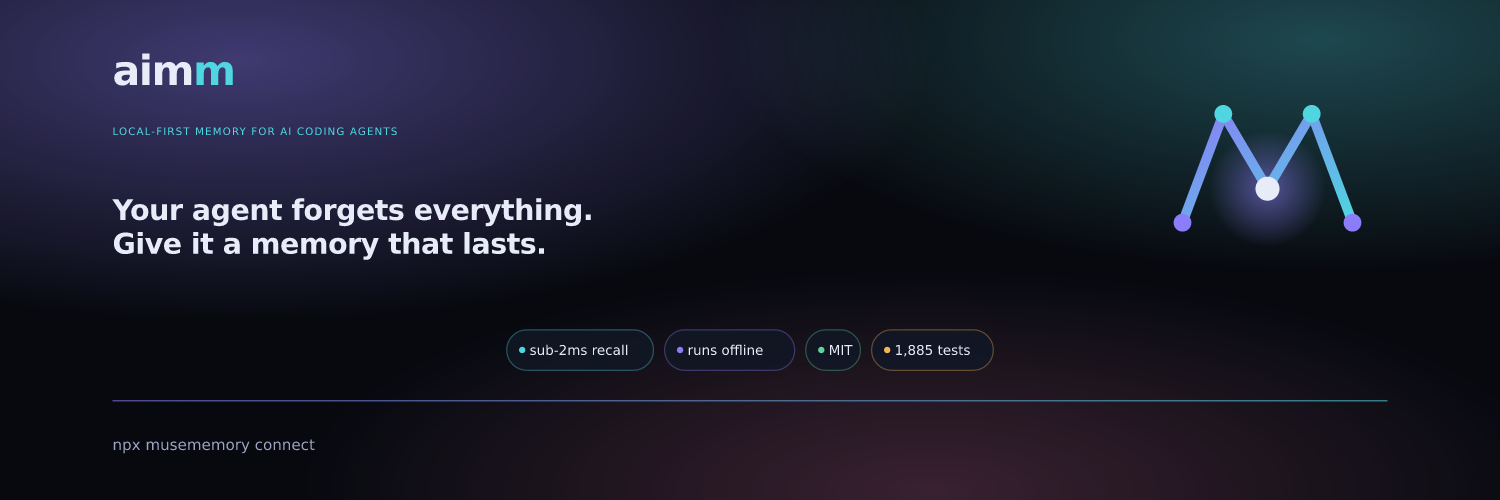 aimm
LOCAL-FIRST MEMORY FOR AI CODING AGENTS
Your agent forgets everything.
Give it a memory that lasts.
sub-2ms recall
runs offline
MIT
1,885 tests
npx musememory connect